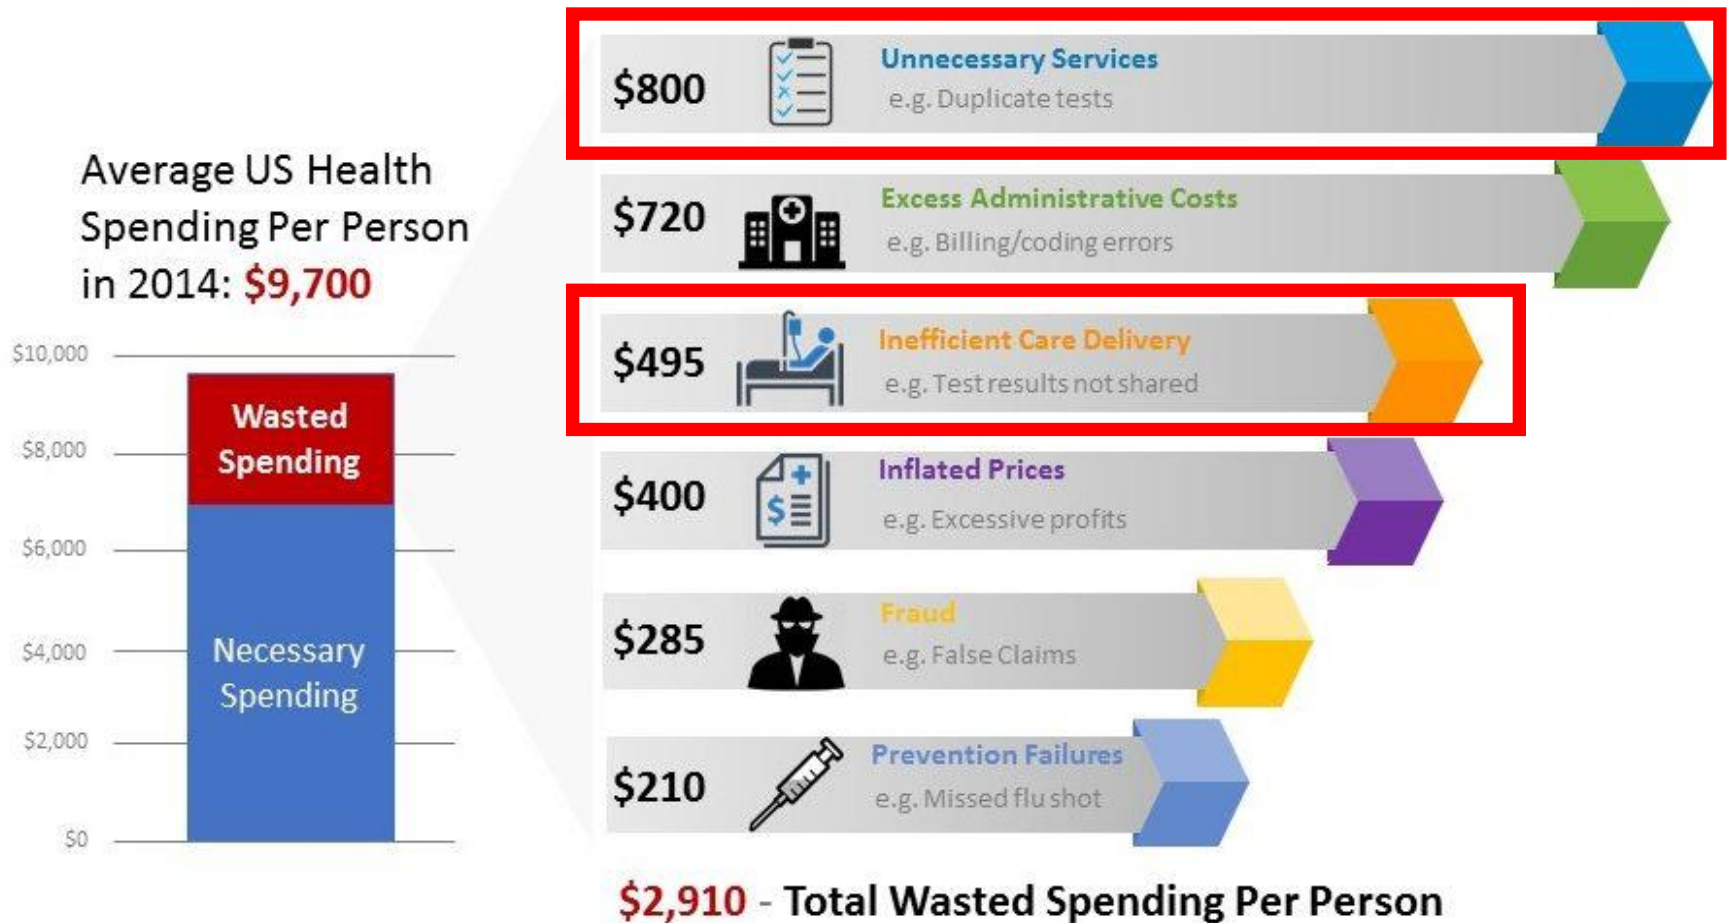 Average US Health
Spending Per Person
in 2014: $9,700
$10,000
$8,000
$6,000
$4,000
$2,000
$0
Wasted
Spending
Necessary
Spending
$800
Unnecessary Services
e.g. Duplicate tests
$720
Excess Administrative Costs
e.g. Billing/coding errors
$495
Inefficient Care Delivery
e.g. Test results not shared
$400
Inflated Prices
e.g. Excessive profits
$285
Fraud
e.g. False Claims
$210
Prevention Failures
e.g. Missed flu shot
$2,910 - Total Wasted Spending Per Person